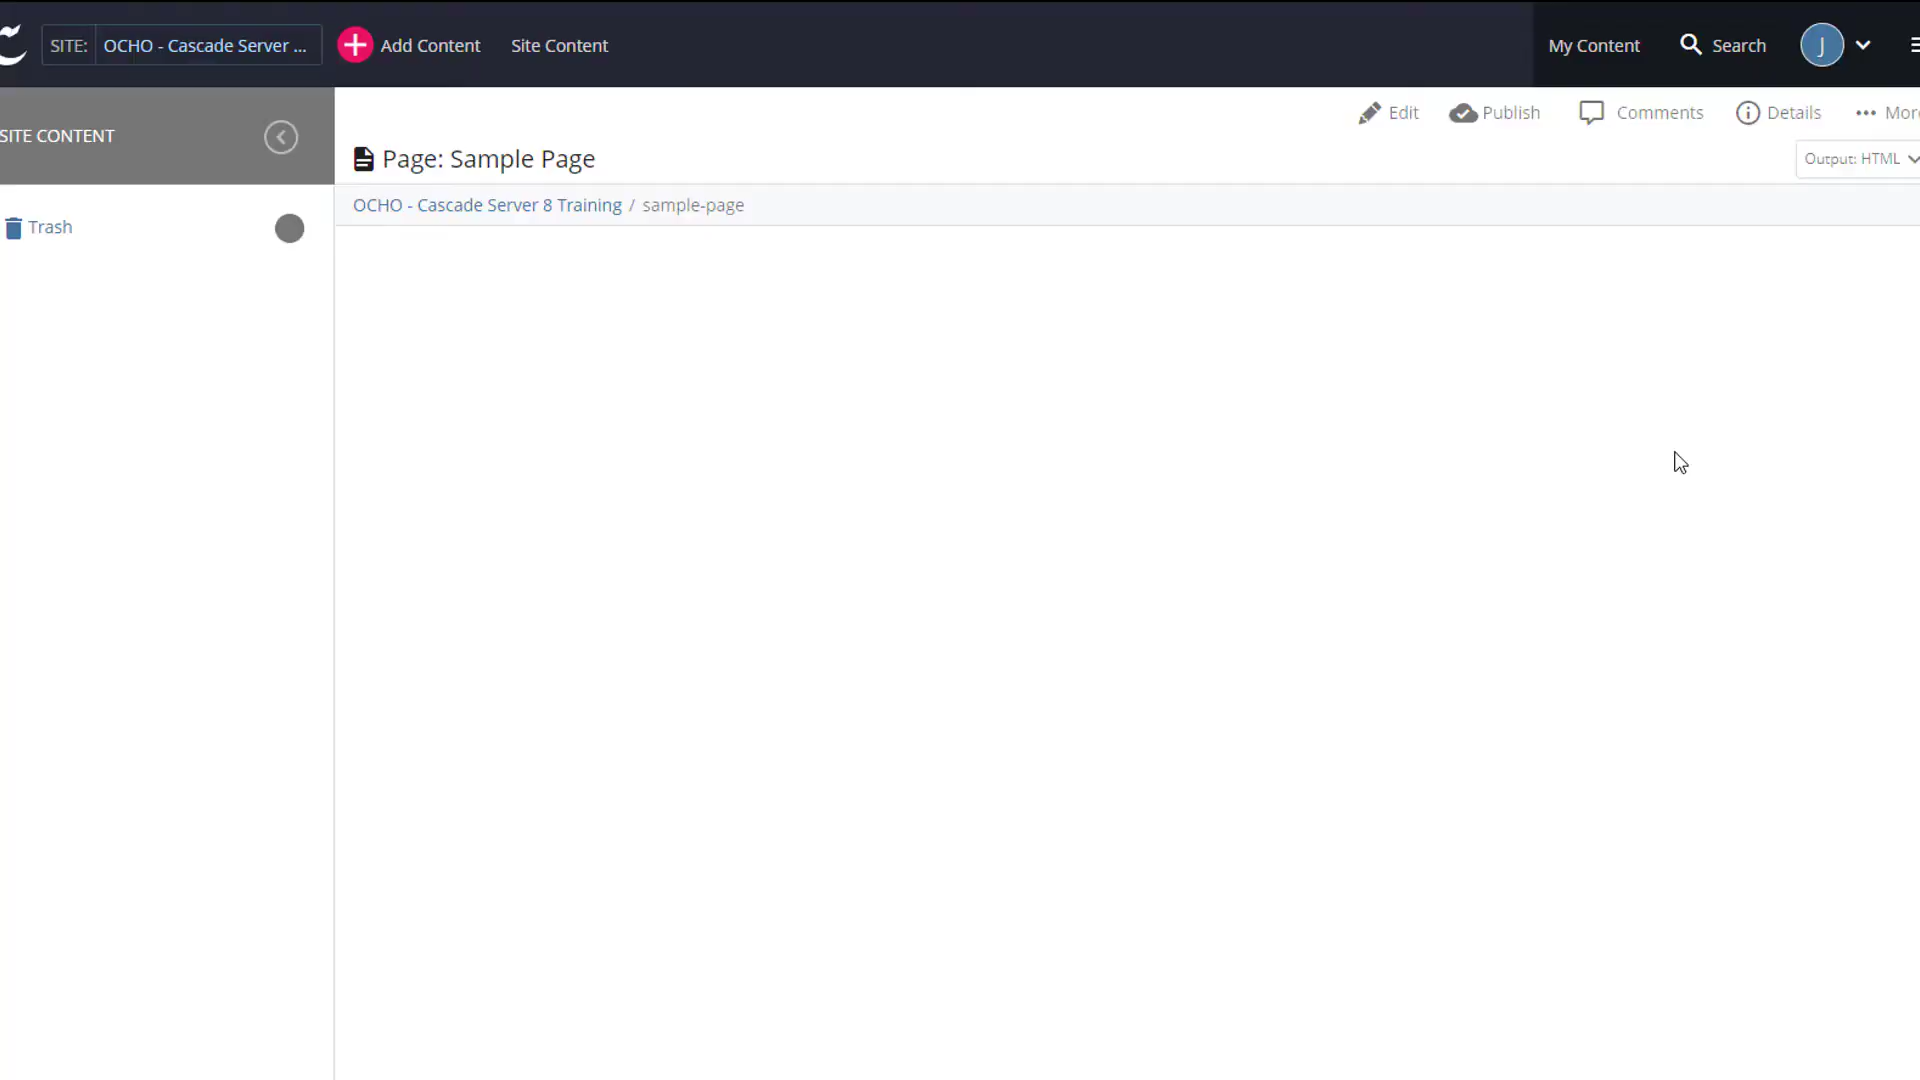 SITE: OCHO - Cascade Server ... Add Content Site Content My Content Search J
SITE CONTENT
Edit Publish Comments Details
Page: Sample Page
Output: HTML
OCHO - Cascade Server 8 Training / sample-page
Trash